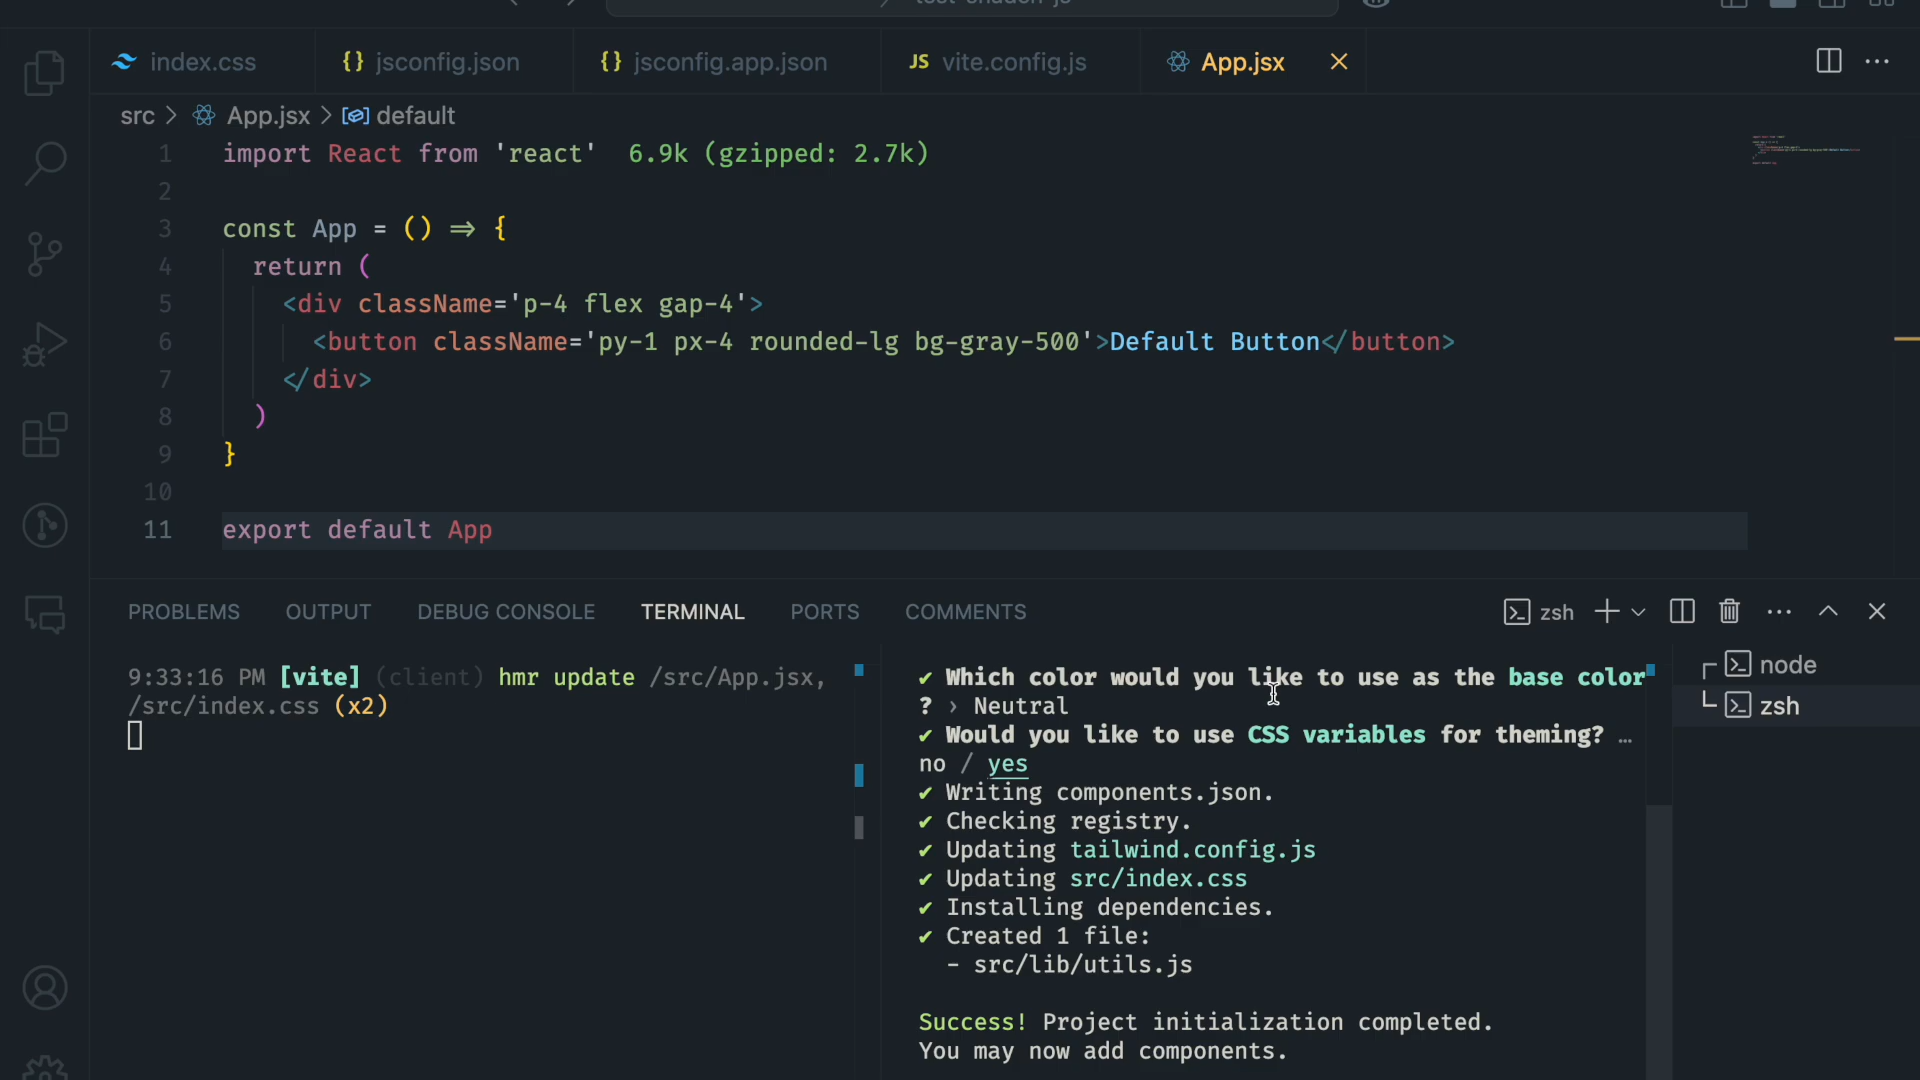 index.css
{} jsconfig.json
{} jsconfig.app.json
JS vite.config.js
App.jsx
src > App.jsx > default
1 import React from 'react' 6.9k (gzipped: 2.7k)
2
3 const App = () => {
4 return (
5 <div className='p-4 flex gap-4'>
6 <button className='py-1 px-4 rounded-lg bg-gray-500'>Default Button</button>
7 </div>
8 )
9 }
10
11 export default App
PROBLEMS OUTPUT DEBUG CONSOLE TERMINAL PORTS COMMENTS
zsh
9:33:16 PM [vite] (client) hmr update /src/App.jsx,
/src/index.css (x2)
✔ Which color would you like to use as the base color
? › Neutral
✔ Would you like to use CSS variables for theming? …
no / yes
✔ Writing components.json.
✔ Checking registry.
✔ Updating tailwind.config.js
✔ Updating src/index.css
✔ Installing dependencies.
✔ Created 1 file:
- src/lib/utils.js
Success! Project initialization completed.
You may now add components.
node
zsh